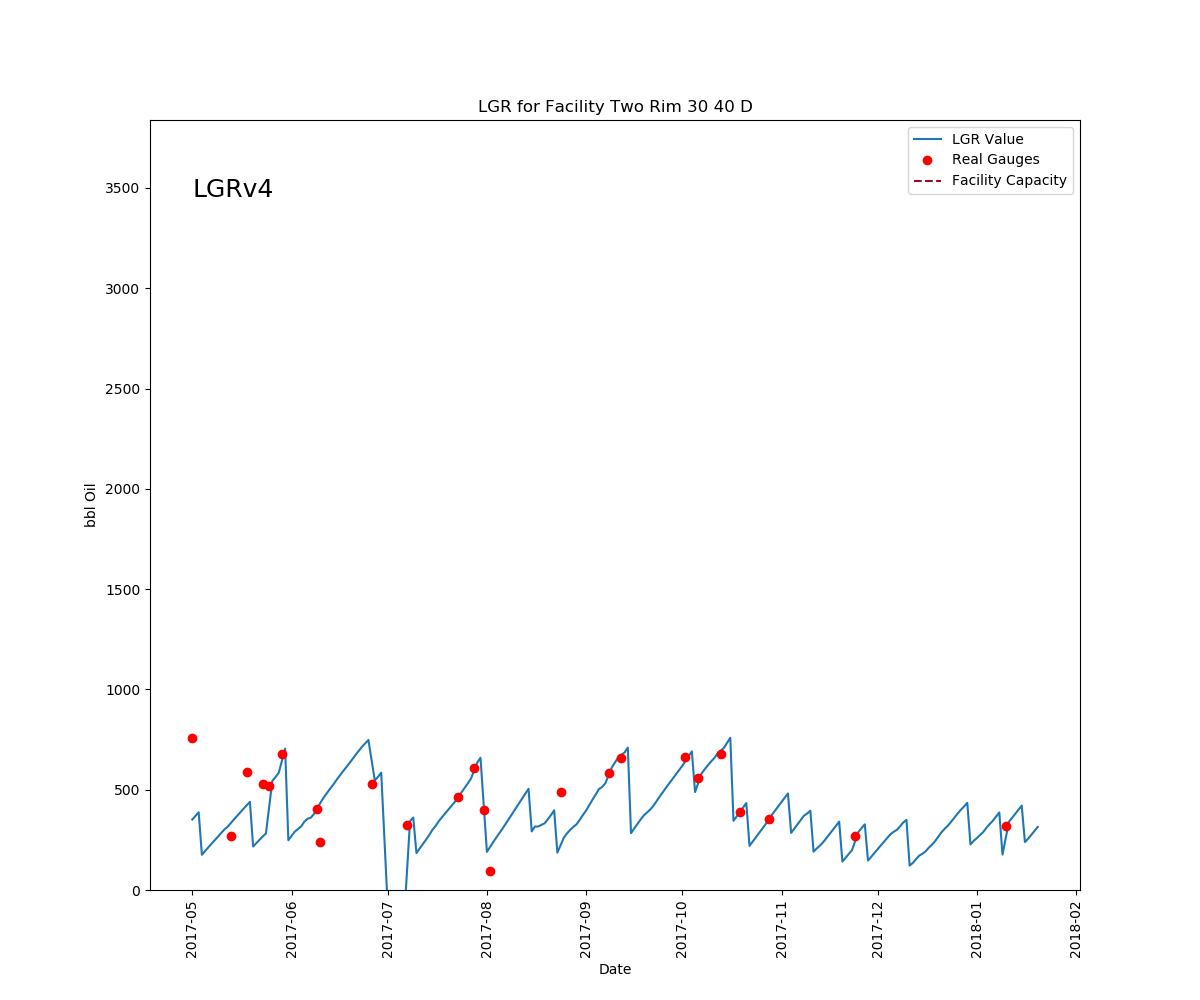 LGR for Facility Two Rim 30 40 D
LGR Value
Real Gauges
Facility Capacity
LGRv4
3500
3000
2500
2000
1500
1000
500
0
bbl Oil
2017-05
2017-06
2017-07
2017-08
2017-09
2017-10
2017-11
2017-12
2018-01
2018-02
Date